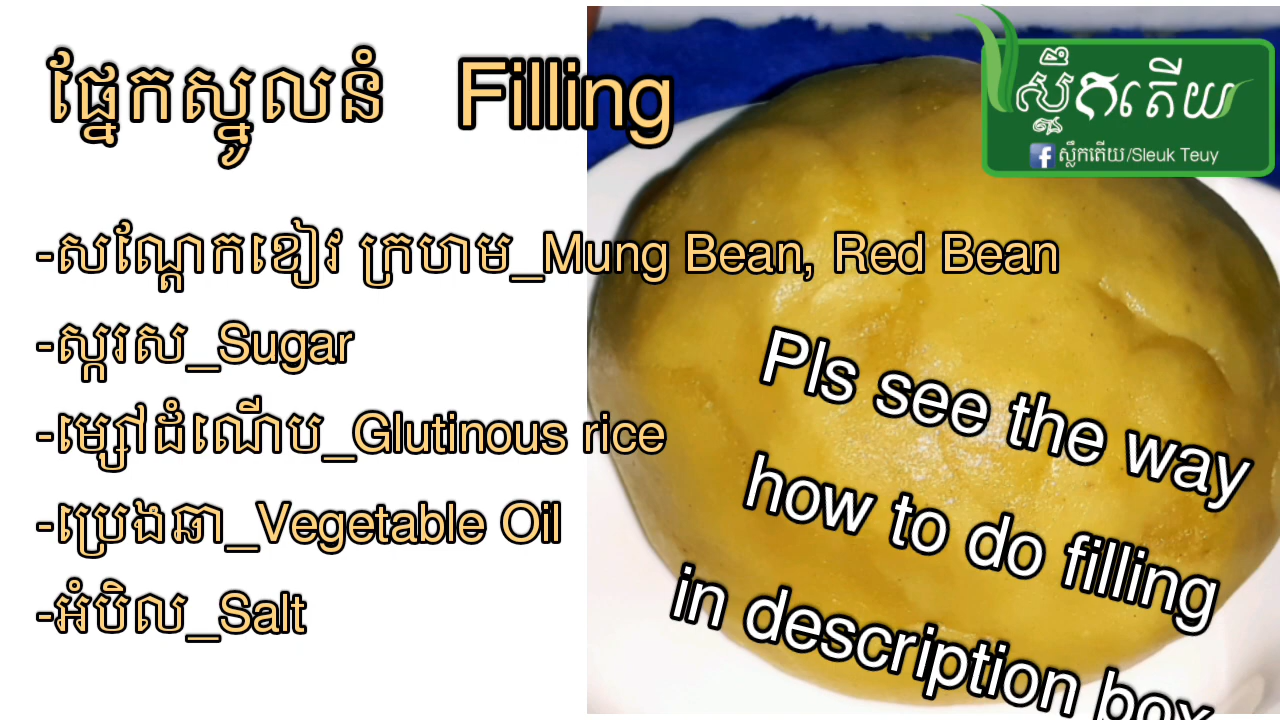 ផ្នែកស្នូលនំ Filling
ស្លឹកតើយ
ស្លឹកតើយ/Sleuk Teuy
-សណ្តែកខៀវ ក្រហាម_Mung Bean, Red Bean
-ស្ករស_Sugar
-ម្សៅដំណើប_Glutinous rice
-ប្រេងឆា_Vegetable Oil
-អំបិល_Salt
Pls see the way
how to do filling
in description box